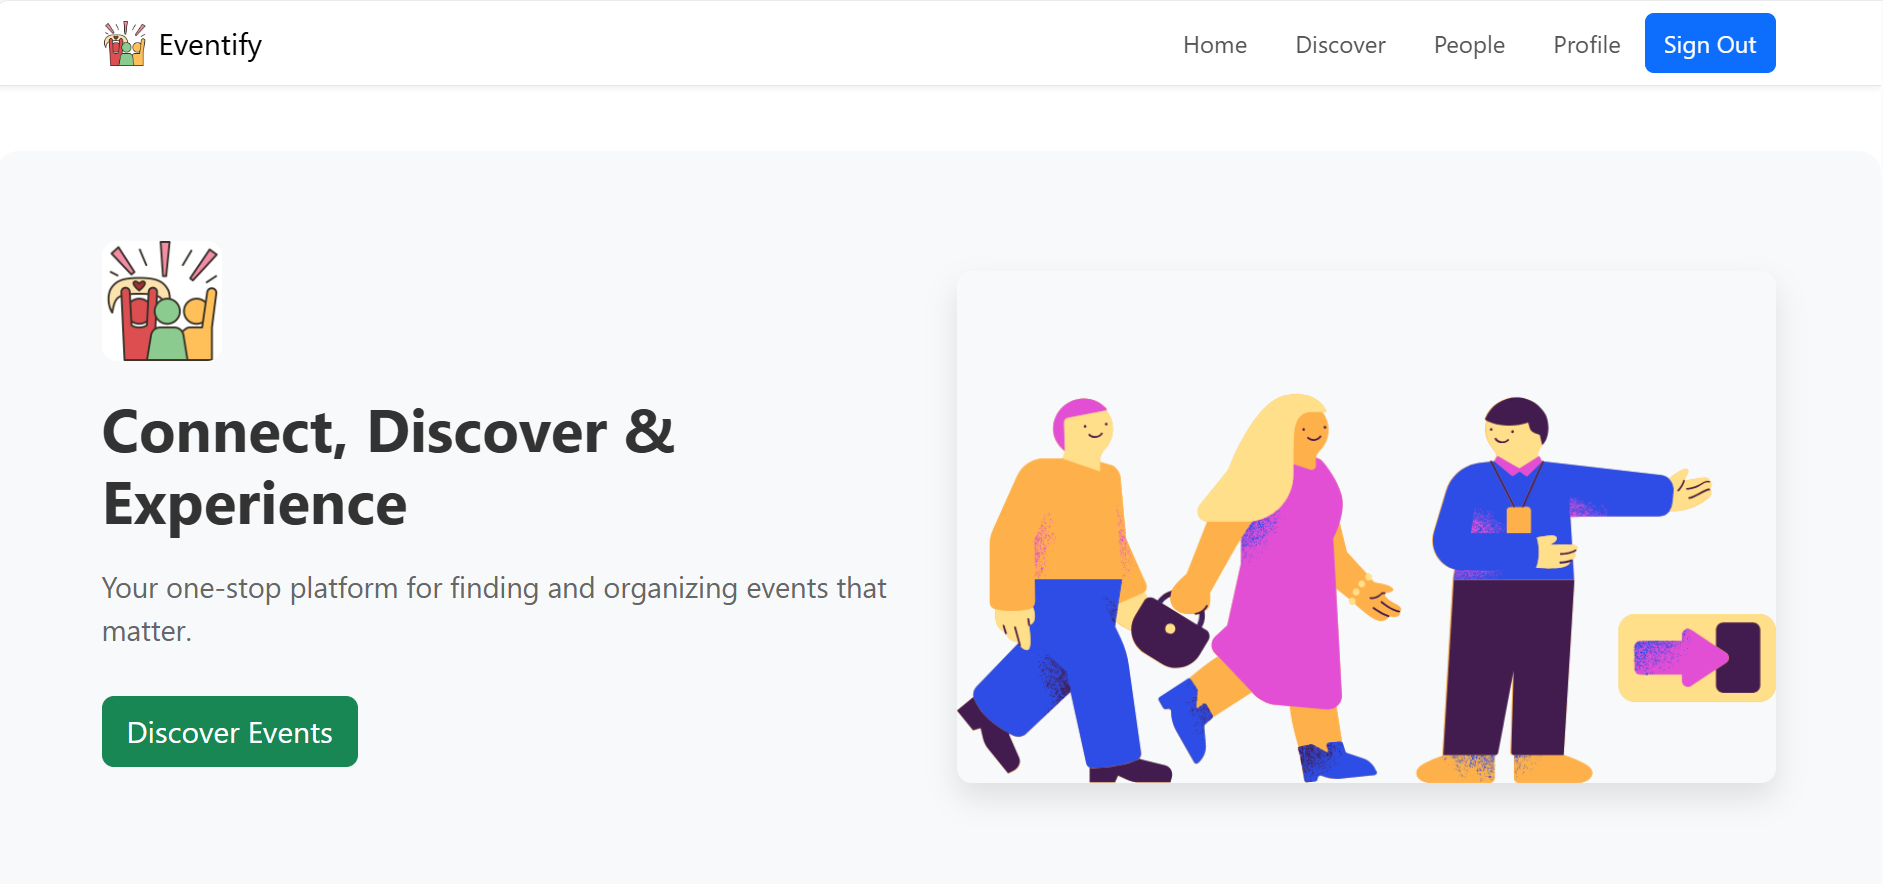 Eventify
Home Discover People Profile Sign Out
Connect, Discover &
Experience
Your one-stop platform for finding and organizing events that
matter.
Discover Events